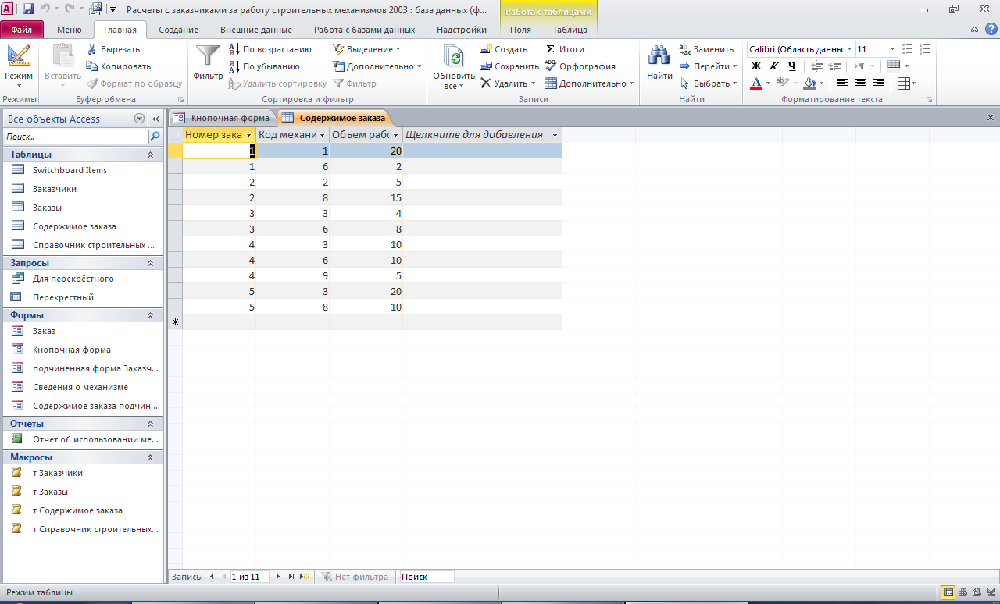 Расчеты с заказчиками за работу строительных механизмов 2003 : база данных (ф...
Работа с таблицами
Файл Меню Главная Создание Внешние данные Работа с базами данных Надстройки Поля Таблица
Режим
Режимы
Вставить
Вырезать
Копировать
Формат по образцу
Буфер обмена
Фильтр
По возрастанию
По убыванию
Удалить сортировку
Выделение
Дополнительно
Фильтр
Сортировка и фильтр
Обновить
все
Создать
Сохранить
Удалить
Итоги
Орфография
Дополнительно
Записи
Найти
Заменить
Перейти
Выбрать
Найти
Calibri (Область данны 11
Ж К Ч
Форматирование текста
Все объекты Access
Поиск...
Таблицы
Switchboard Items
Заказчики
Заказы
Содержимое заказа
Справочник строительных ...
Запросы
Для перекрёстного
Перекрестный
Формы
Заказ
Кнопочная форма
подчиненная форма Заказч...
Сведения о механизме
Содержимое заказа подчин...
Отчеты
Отчет об использовании ме...
Макросы
т Заказчики
т Заказы
т Содержимое заказа
т Справочник строительных...
Кнопочная форма Содержимое заказа
Номер зака Код механи Объем рабо Щелкните для добавления
1 1 20
1 6 2
2 2 5
2 8 15
3 3 4
3 6 8
4 3 10
4 6 10
4 9 5
5 3 20
5 8 10
Запись: 1 из 11 Нет фильтра Поиск
Режим таблицы